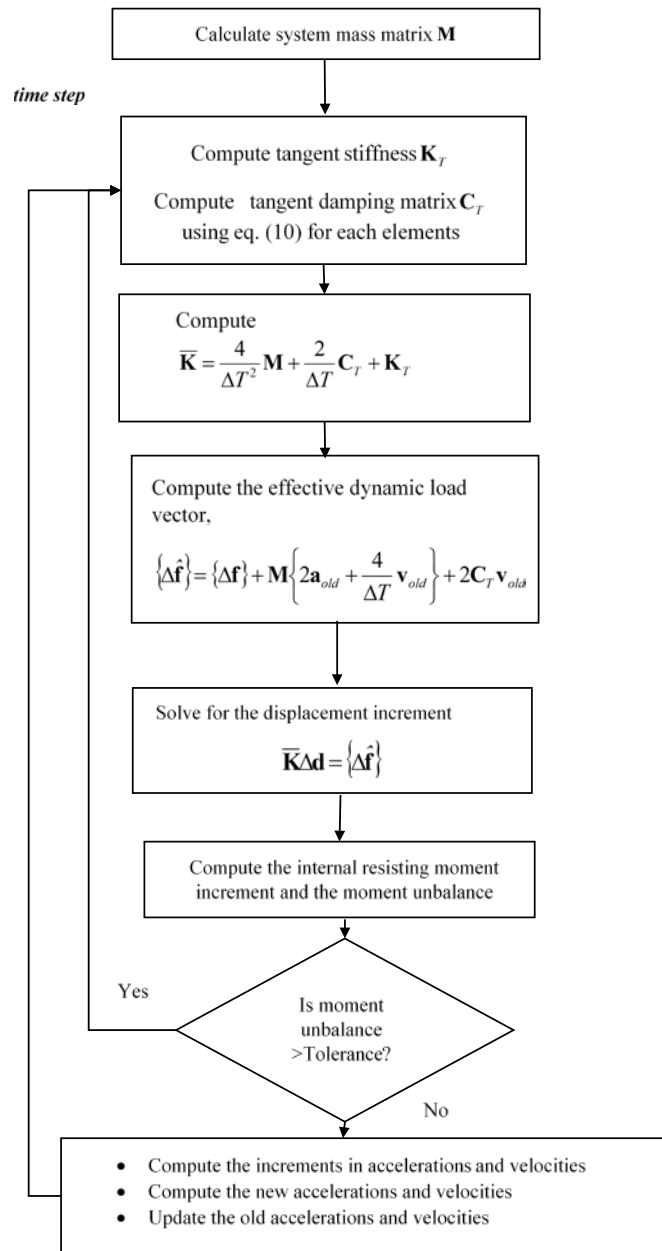 Calculate system mass matrix M
time step
Compute tangent stiffness K_T
Compute tangent damping matrix C_T
using eq. (10) for each elements
Compute
K̅ = 4/ΔT² M + 2/ΔT C_T + K_T
Compute the effective dynamic load
vector,
{Δf̂} = {Δf} + M{2a_old + 4/ΔT v_old} + 2C_T v_old
Solve for the displacement increment
K̅Δd = {Δf̂}
Compute the internal resisting moment
increment and the moment unbalance
Yes
Is moment
unbalance
>Tolerance?
No
• Compute the increments in accelerations and velocities
• Compute the new accelerations and velocities
• Update the old accelerations and velocities